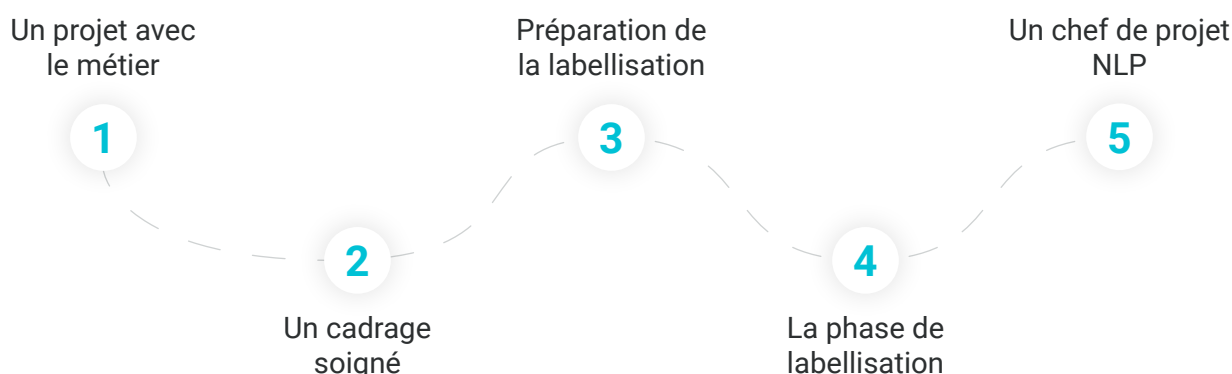 Un projet avec
le métier
1
2
Un cadrage
soigné
Préparation de
la labellisation
3
4
La phase de
labellisation
Un chef de projet
NLP
5